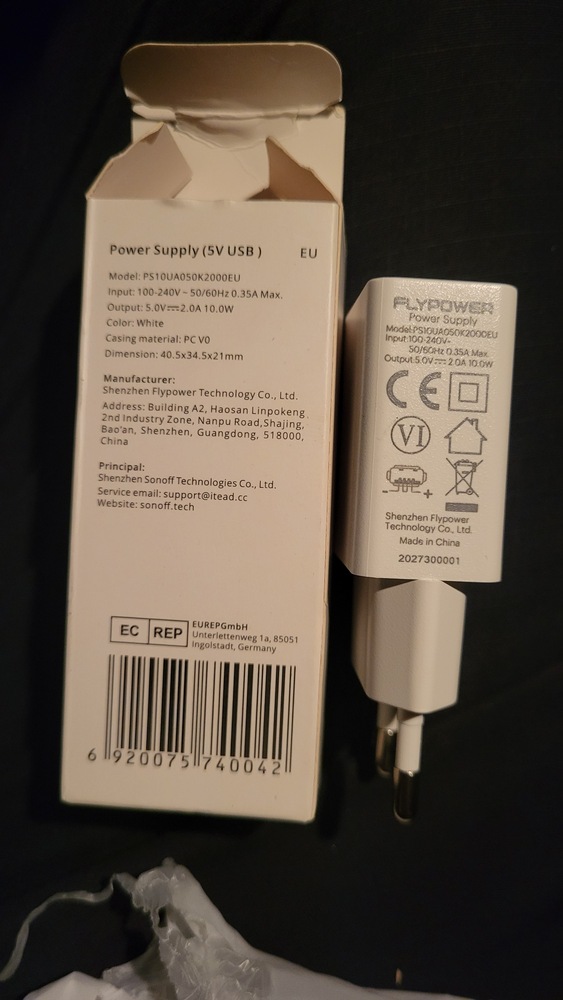 Power Supply (5V USB )
EU
Model: PS10UA050K2000EU
Input: 100-240V ~ 50/60Hz 0.35A Max.
Output: 5.0V⎓2.0A 10.0W
Color: White
Casing material: PC V0
Dimension: 40.5x34.5x21mm
Manufacturer:
Shenzhen Flypower Technology Co., Ltd.
Address: Building A2, Haosan Linpokeng
2nd Industry Zone, Nanpu Road,Shajing,
Bao'an, Shenzhen, Guangdong, 518000,
China
Principal:
Shenzhen Sonoff Technologies Co., Ltd.
Service email: support@itead.cc
Website: sonoff.tech
EC REP
EUREPGmbH
Unterlettenweg 1a, 85051
Ingolstadt, Germany
6 920075 740042
FLYPOWER
Power Supply
Model:PS10UA050K2000EU
Input:100-240V~
50/60Hz 0.35A Max.
Output:5.0V⎓2.0A 10.0W
CE
VI
- +
Shenzhen Flypower
Technology Co., Ltd.
Made in China
2027300001